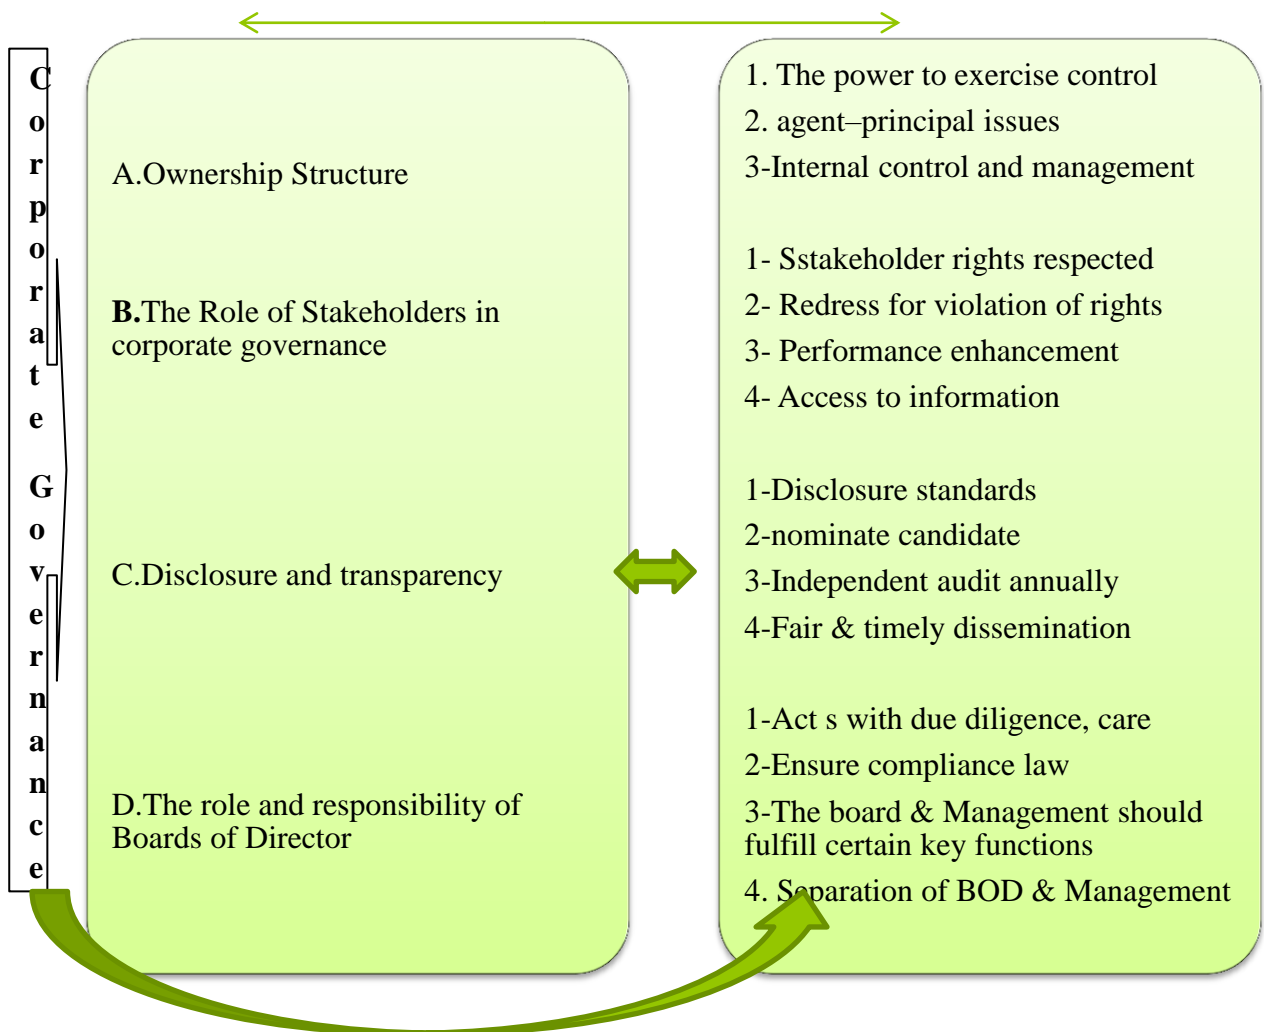 Corporate Governance
A.Ownership Structure
B.The Role of Stakeholders in
corporate governance
C.Disclosure and transparency
D.The role and responsibility of
Boards of Director
1. The power to exercise control
2. agent–principal issues
3-Internal control and management
1- Sstakeholder rights respected
2- Redress for violation of rights
3- Performance enhancement
4- Access to information
1-Disclosure standards
2-nominate candidate
3-Independent audit annually
4-Fair & timely dissemination
1-Act s with due diligence, care
2-Ensure compliance law
3-The board & Management should
fulfill certain key functions
4. Separation of BOD & Management